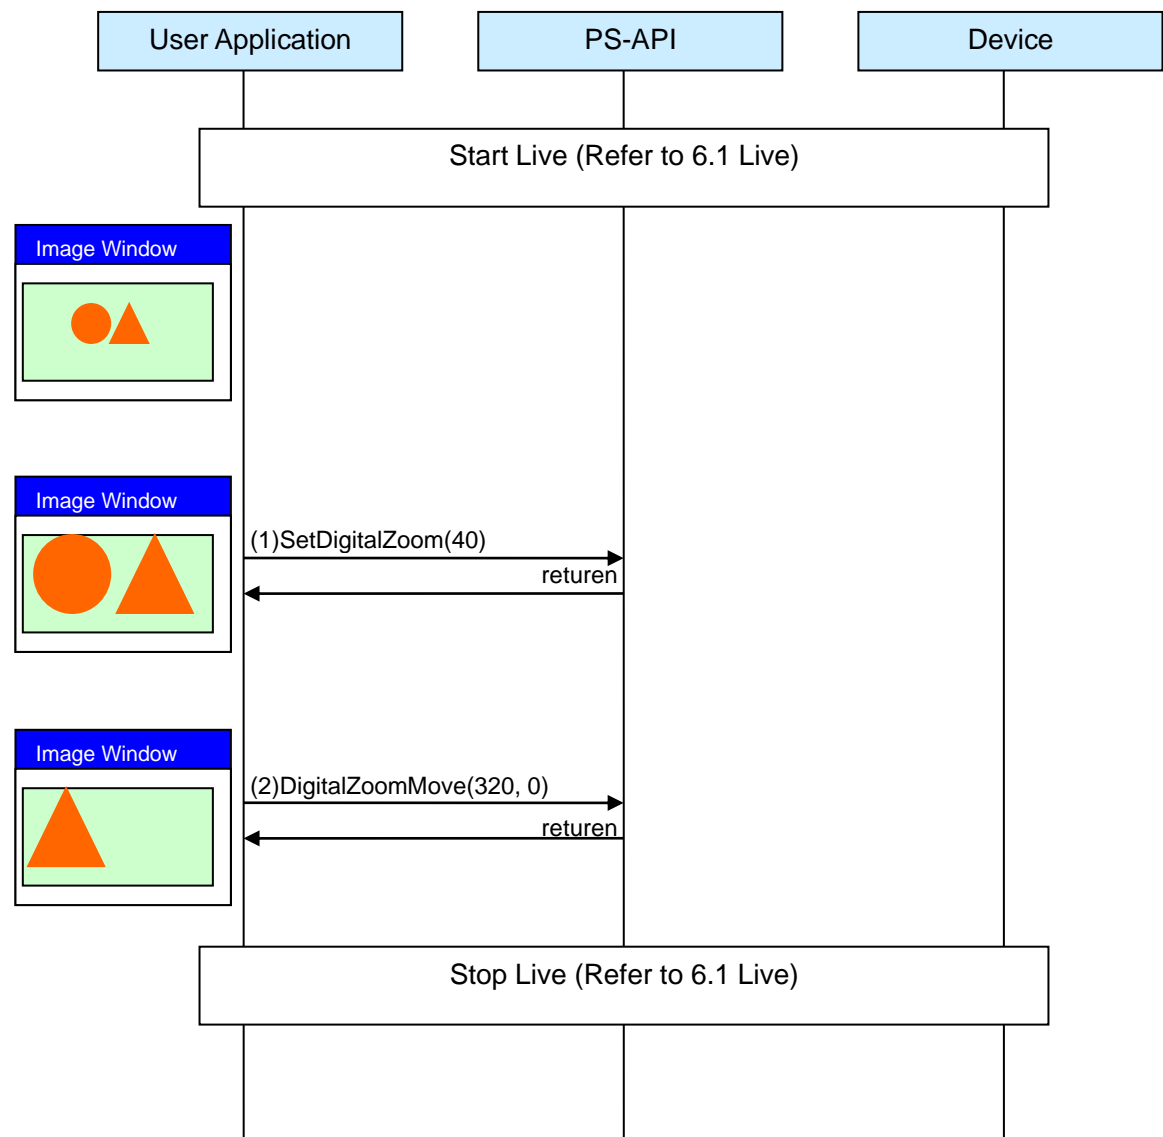 User Application
PS-API
Device
Start Live (Refer to 6.1 Live)
Image Window
Image Window
(1)SetDigitalZoom(40)
returen
Image Window
(2)DigitalZoomMove(320, 0)
returen
Stop Live (Refer to 6.1 Live)